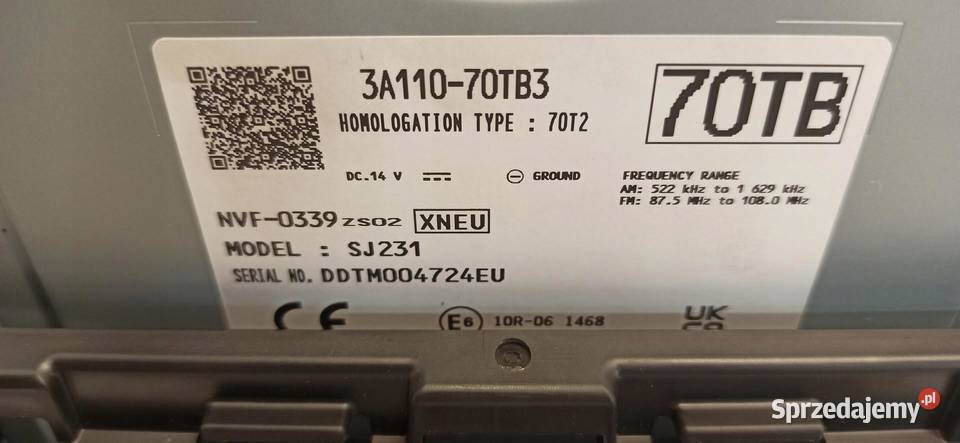 3A110-70TB3
HOMOLOGATION TYPE : 70T2
70TB
DC.14 V
GROUND
FREQUENCY RANGE
AM: 522 kHz to 1 629 kHz
FM: 87.5 MHz to 108.0 MHz
NVF-0339 ZS02 XNEU
MODEL : SJ231
SERIAL NO. DDTM004724EU
CE
E6 10R-06 1468
UK
CA
Sprzedajemy.pl